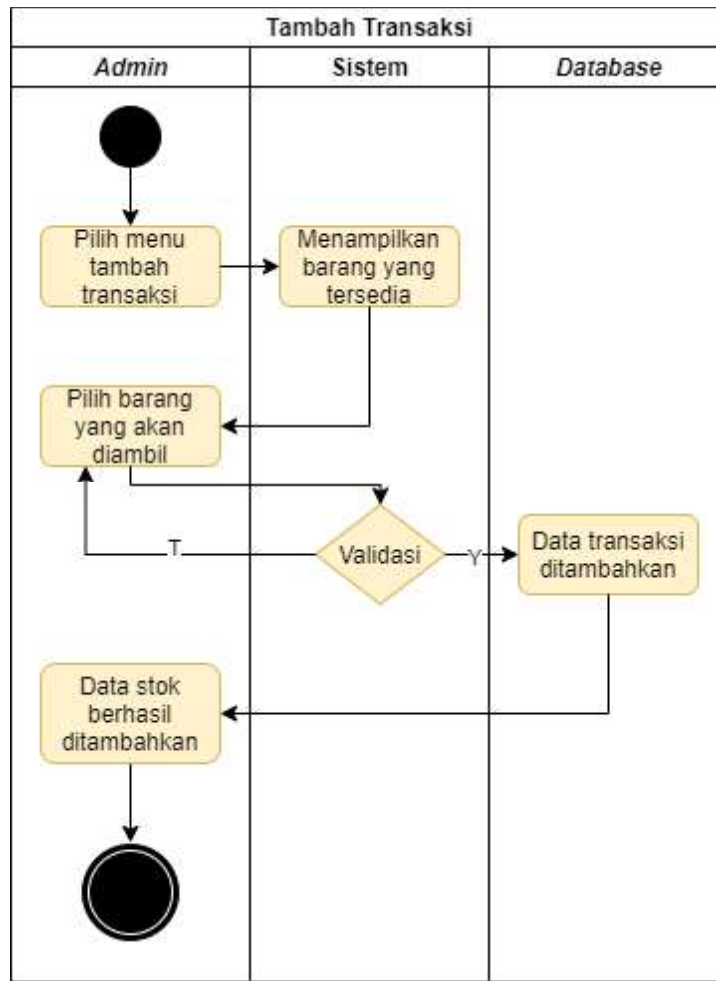 Tambah Transaksi
Admin
Sistem
Database
Pilih menu
tambah
transaksi
Menampilkan
barang yang
tersedia
Pilih barang
yang akan
diambil
T
Validasi
Y
Data transaksi
ditambahkan
Data stok
berhasil
ditambahkan